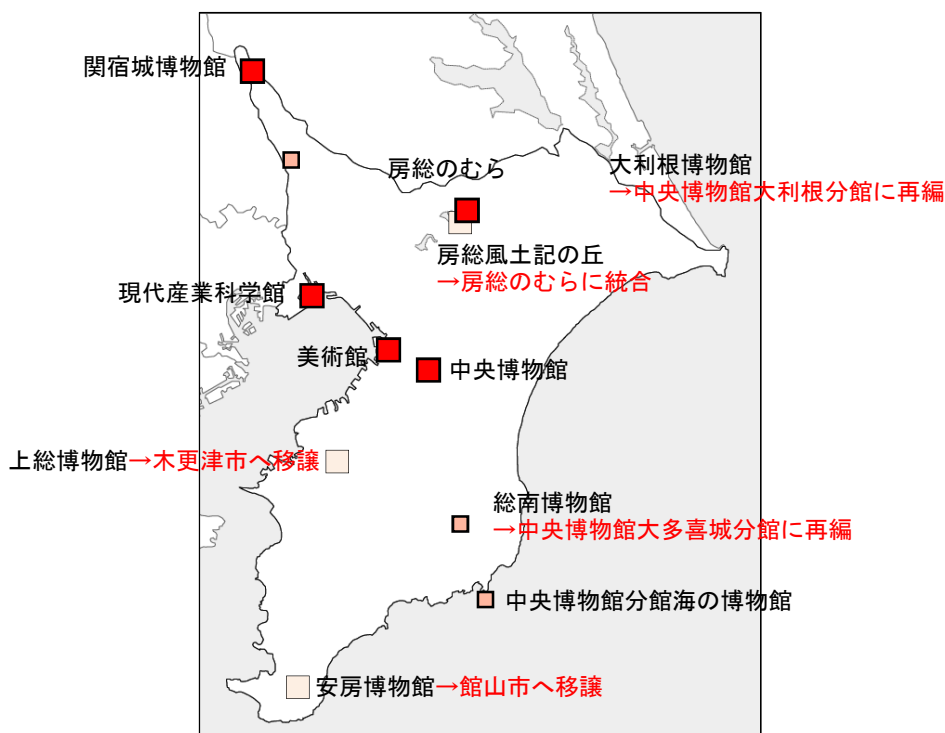 関宿城博物館
房総のむら
大利根博物館
→中央博物館大利根分館に再編
房総風土記の丘
→房総のむらに統合
現代産業科学館
美術館
中央博物館
上総博物館→木更津市へ移譲
総南博物館
→中央博物館大多喜城分館に再編
中央博物館分館海の博物館
安房博物館→館山市へ移譲